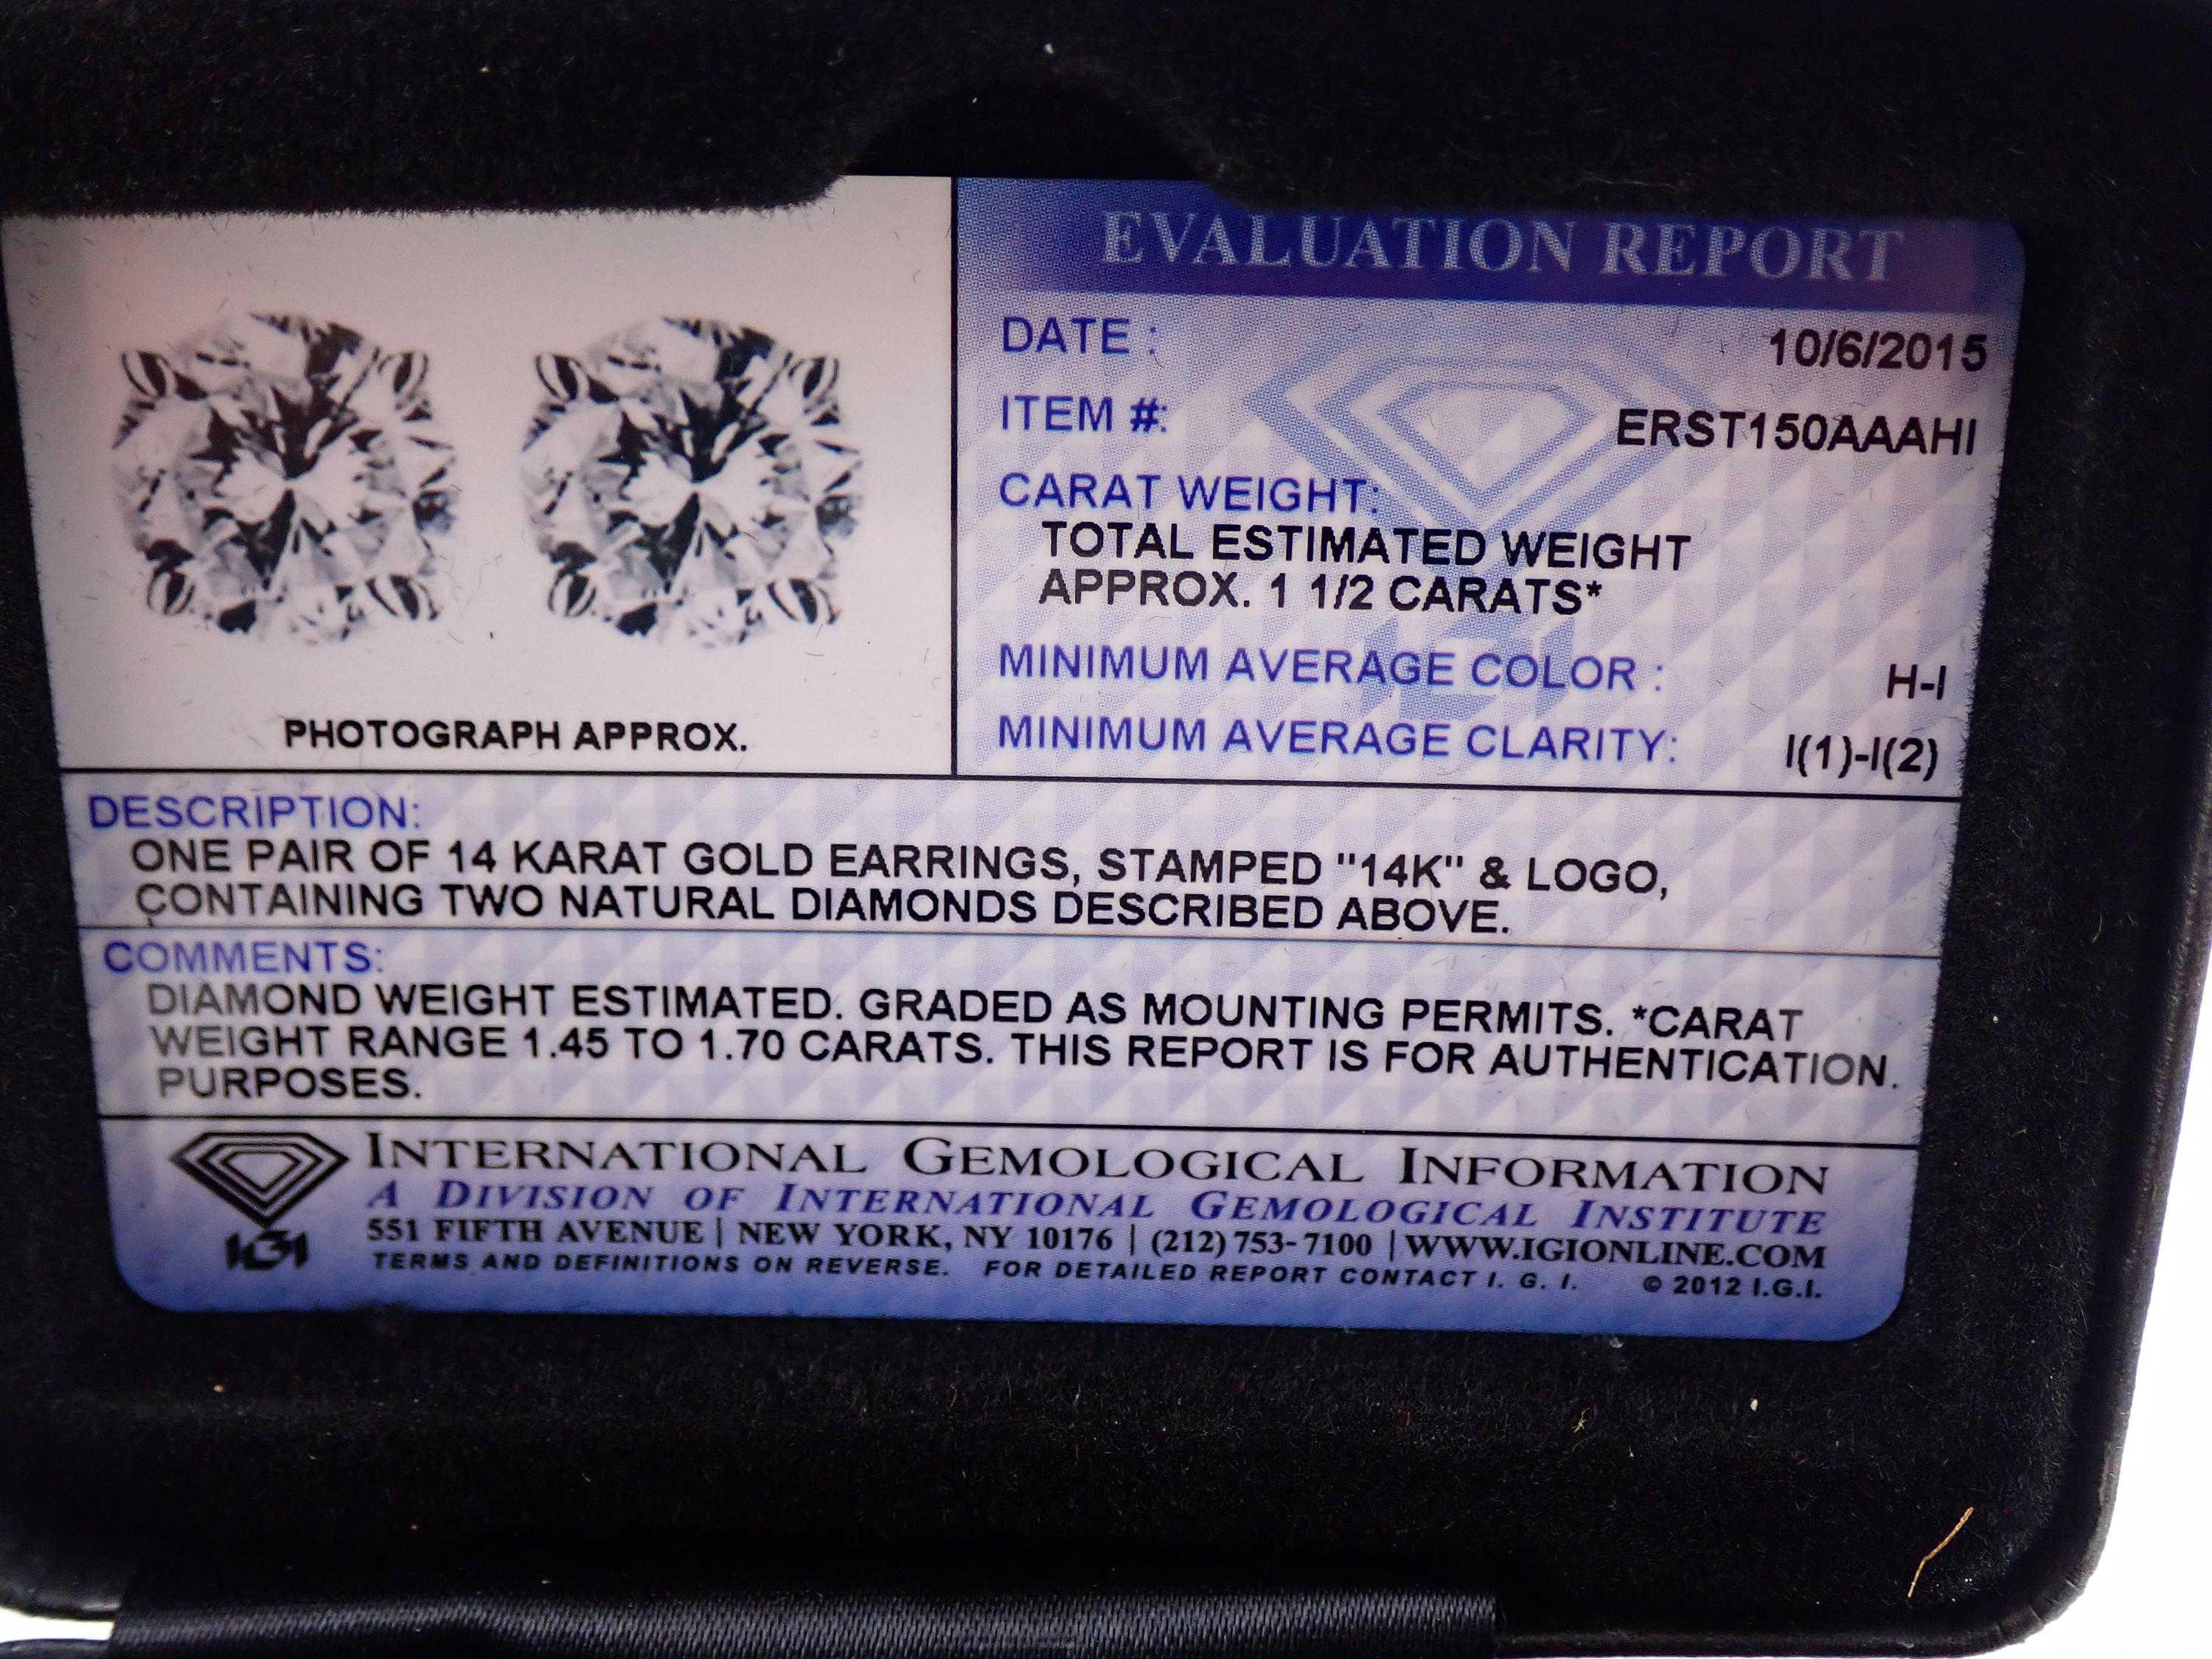 EVALUATION REPORT
DATE : 10/6/2015
ITEM #: ERST150AAAHI
CARAT WEIGHT:
TOTAL ESTIMATED WEIGHT
APPROX. 1 1/2 CARATS*
MINIMUM AVERAGE COLOR : H-I
MINIMUM AVERAGE CLARITY: I(1)-I(2)
PHOTOGRAPH APPROX.
DESCRIPTION:
ONE PAIR OF 14 KARAT GOLD EARRINGS, STAMPED "14K" & LOGO,
CONTAINING TWO NATURAL DIAMONDS DESCRIBED ABOVE.
COMMENTS:
DIAMOND WEIGHT ESTIMATED. GRADED AS MOUNTING PERMITS. *CARAT
WEIGHT RANGE 1.45 TO 1.70 CARATS. THIS REPORT IS FOR AUTHENTICATION.
PURPOSES.
INTERNATIONAL GEMOLOGICAL INFORMATION
A DIVISION OF INTERNATIONAL GEMOLOGICAL INSTITUTE
551 FIFTH AVENUE | NEW YORK, NY 10176 | (212) 753-7100 | WWW.IGIONLINE.COM
TERMS AND DEFINITIONS ON REVERSE. FOR DETAILED REPORT CONTACT I. G. I. © 2012 I.G.I.
IGI